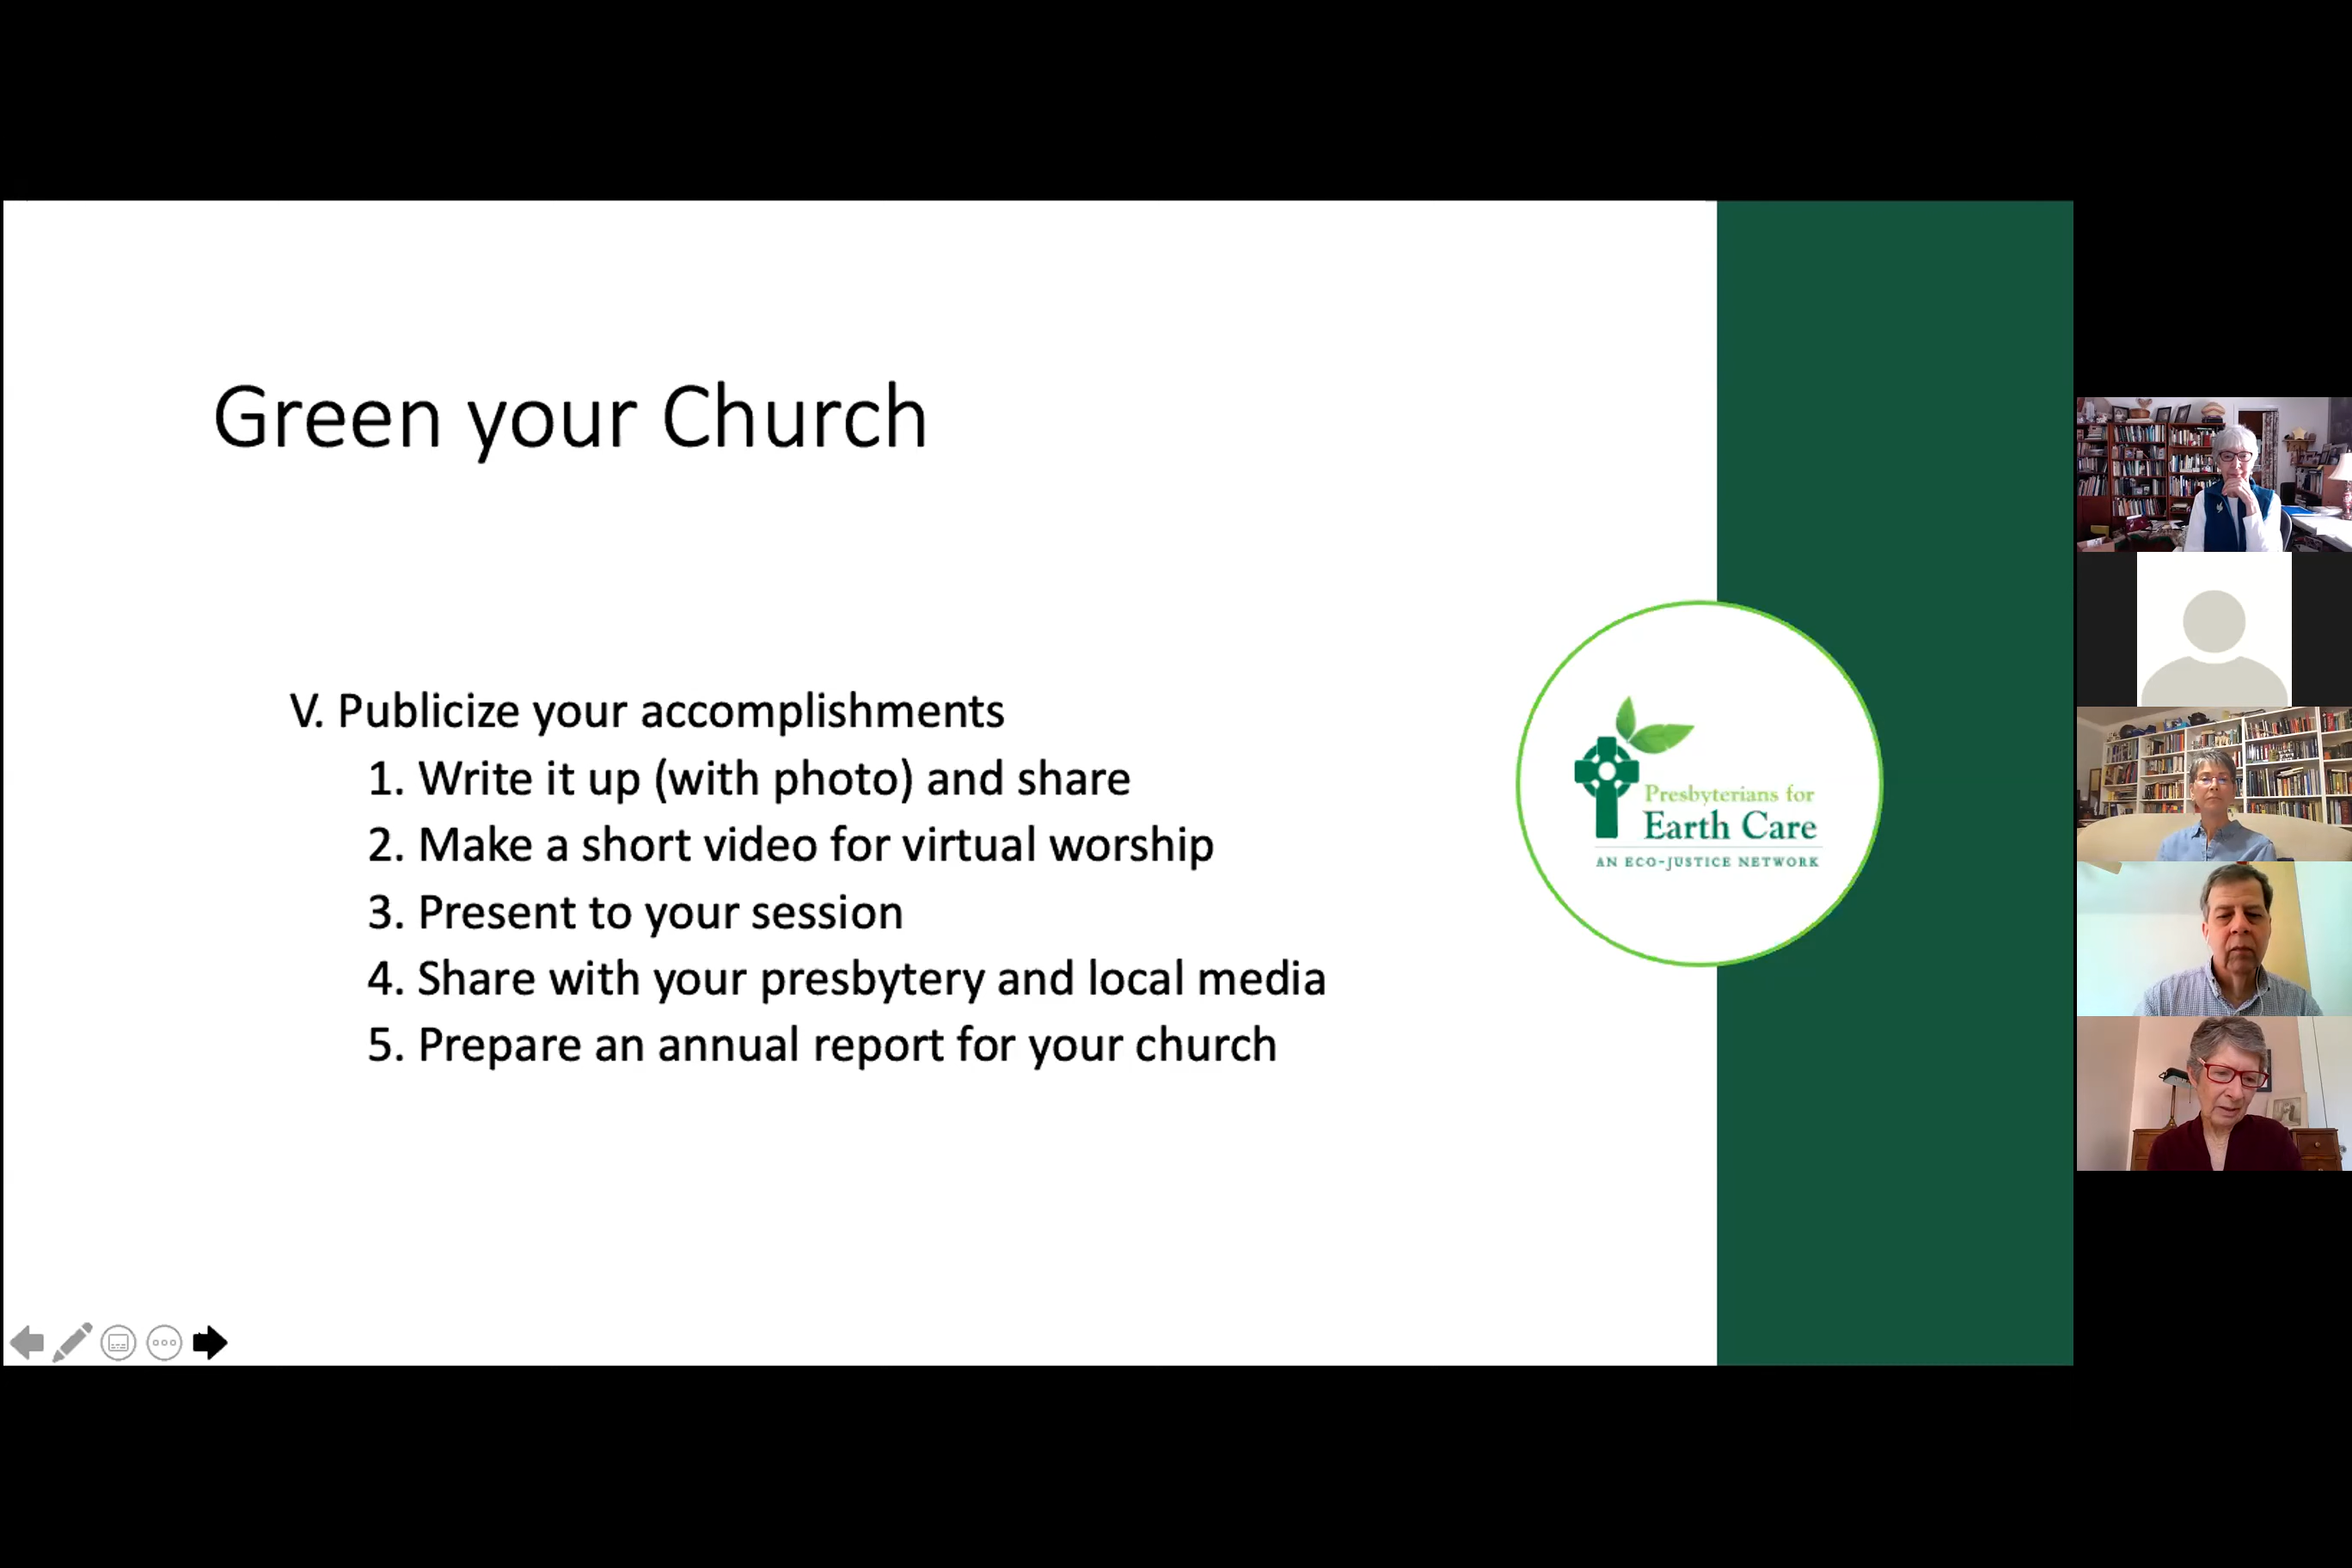 Green your Church
V. Publicize your accomplishments
1. Write it up (with photo) and share
2. Make a short video for virtual worship
3. Present to your session
4. Share with your presbytery and local media
5. Prepare an annual report for your church
Presbyterians for
Earth Care
AN ECO-JUSTICE NETWORK